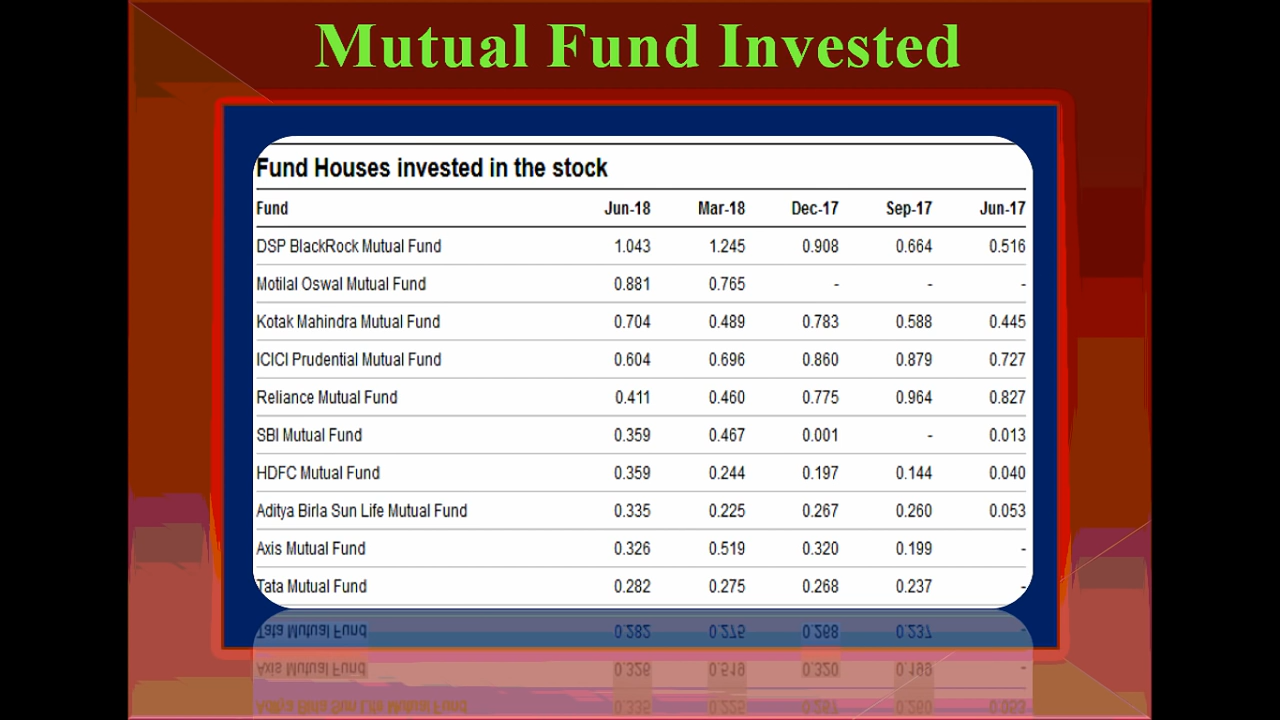 Mutual Fund Invested
Fund Houses invested in the stock
Fund Jun-18 Mar-18 Dec-17 Sep-17 Jun-17
DSP BlackRock Mutual Fund 1.043 1.245 0.908 0.664 0.516
Motilal Oswal Mutual Fund 0.881 0.765 - - -
Kotak Mahindra Mutual Fund 0.704 0.489 0.783 0.588 0.445
ICICI Prudential Mutual Fund 0.604 0.696 0.860 0.879 0.727
Reliance Mutual Fund 0.411 0.460 0.775 0.964 0.827
SBI Mutual Fund 0.359 0.467 0.001 - 0.013
HDFC Mutual Fund 0.359 0.244 0.197 0.144 0.040
Aditya Birla Sun Life Mutual Fund 0.335 0.225 0.267 0.260 0.053
Axis Mutual Fund 0.326 0.519 0.320 0.199 -
Tata Mutual Fund 0.282 0.275 0.268 0.237 -